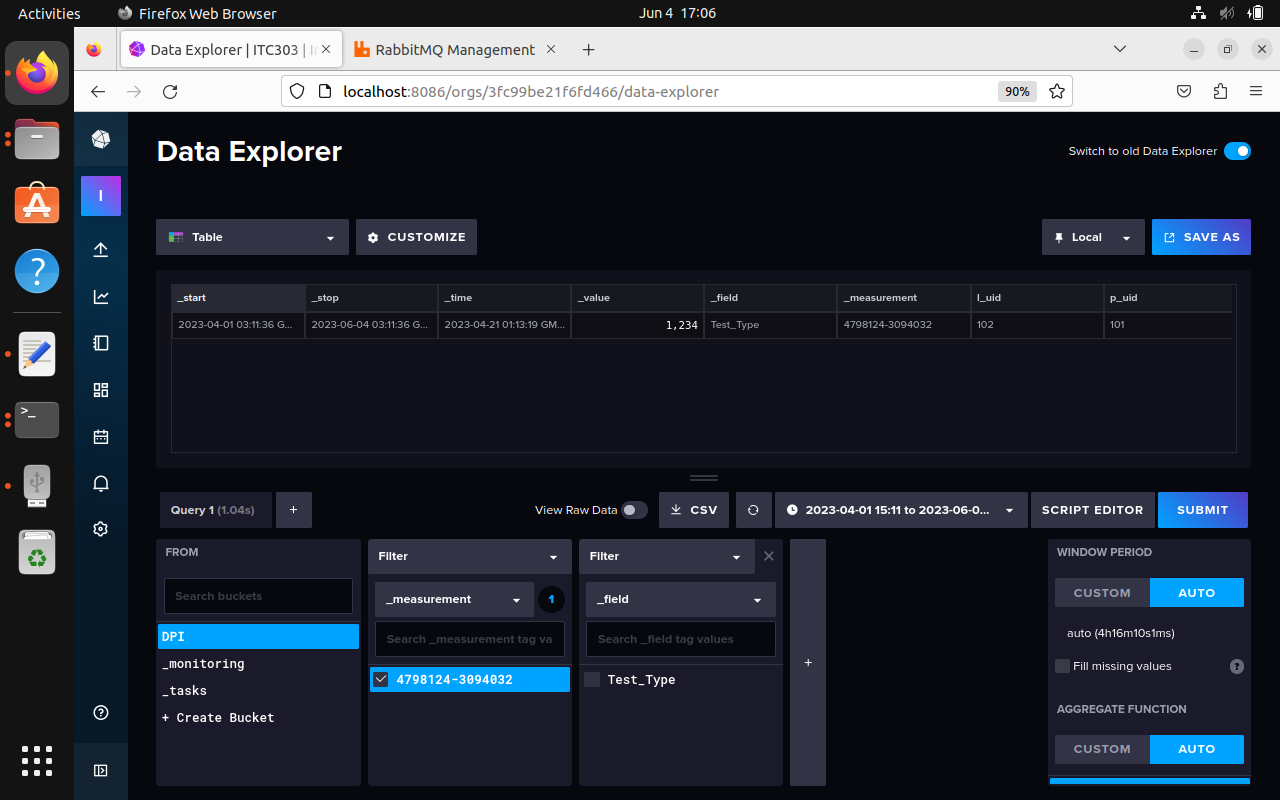 Activities Firefox Web Browser Jun 4 17:06
Data Explorer | ITC303 | In RabbitMQ Management
localhost:8086/orgs/3fc99be21f6fd466/data-explorer 90%
Data Explorer Switch to old Data Explorer
I
Table CUSTOMIZE Local SAVE AS
_start _stop _time _value _field _measurement l_uid p_uid
2023-04-01 03:11:36 G... 2023-06-04 03:11:36 G... 2023-04-21 01:13:19 GM... 1,234 Test_Type 4798124-3094032 102 101
Query 1 (1.04s) + View Raw Data CSV 2023-04-01 15:11 to 2023-06-0... SCRIPT EDITOR SUBMIT
FROM Filter Filter WINDOW PERIOD
Search buckets _measurement 1 _field CUSTOM AUTO
DPI Search _measurement tag va Search _field tag values auto (4h16m10s1ms)
_monitoring 4798124-3094032 Test_Type + Fill missing values ?
_tasks
+ Create Bucket AGGREGATE FUNCTION
CUSTOM AUTO